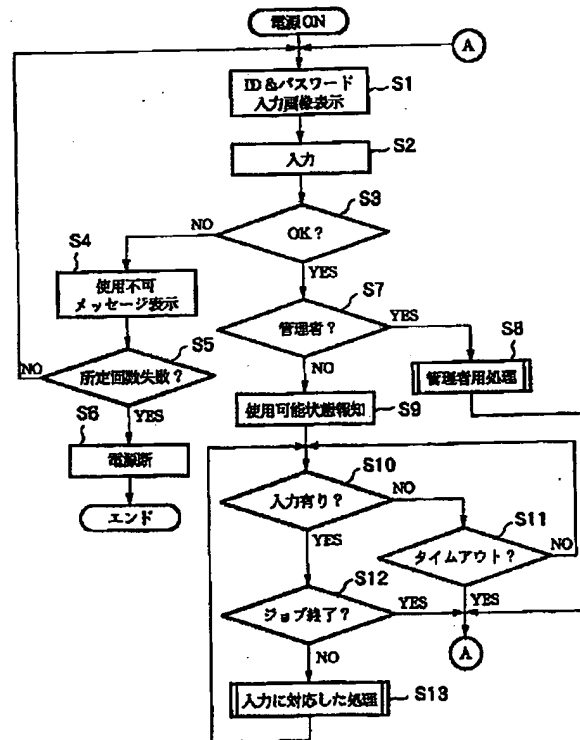 電源ON
A
ID&パスワード
入力画像表示
S1
入力
S2
S3
OK?
NO
YES
S4
使用不可
メッセージ表示
S5
所定回数失敗?
NO
YES
S6
電源断
エンド
S7
管理者?
YES
NO
S8
管理者用処理
使用可能状態報知
S9
S10
入力有り?
NO
YES
S11
タイムアウト?
NO
YES
S12
ジョブ終了?
YES
NO
A
入力に対応した処理
S13